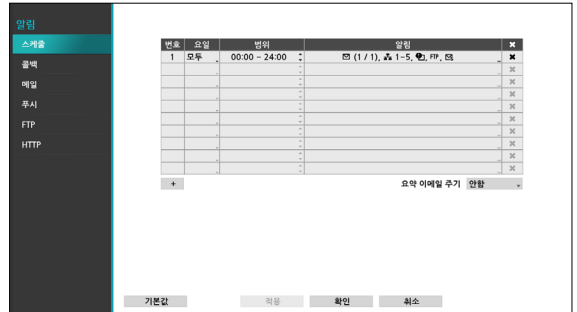 알림
스케줄
콜백
메일
푸시
FTP
HTTP
번호 요일 범위 알림
1 모두 00:00 ~ 24:00 (1 / 1), 1~5, FTP,
+
요약 이메일 주기 안함
기본값 적용 확인 취소